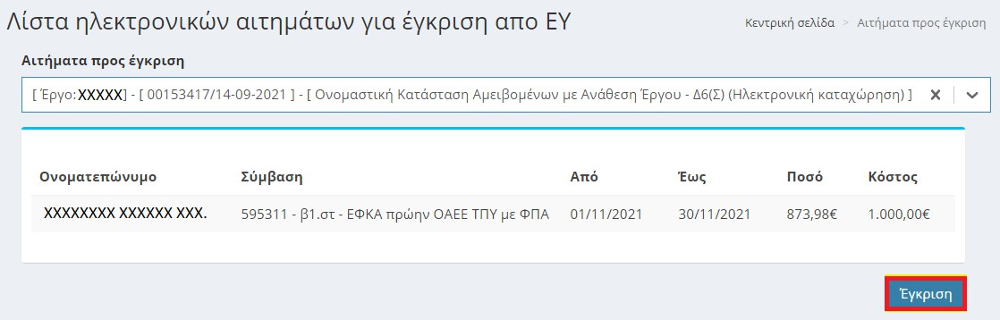 Λίστα ηλεκτρονικών αιτημάτων για έγκριση απο ΕΥ
Κεντρική σελίδα > Αιτήματα προς έγκριση
Αιτήματα προς έγκριση
[ Έργο: XXXXX] - [ 00153417/14-09-2021 ] - [ Ονομαστική Κατάσταση Αμειβομένων με Ανάθεση Έργου - Δ6(Σ) (Ηλεκτρονική καταχώρηση) ]
Ονοματεπώνυμο Σύμβαση Από Έως Ποσό Κόστος
XXXXXXXX XXXXXX XXX. 595311 - β1.στ - ΕΦΚΑ πρώην ΟΑΕΕ ΤΠΥ με ΦΠΑ 01/11/2021 30/11/2021 873,98€ 1.000,00€
Έγκριση